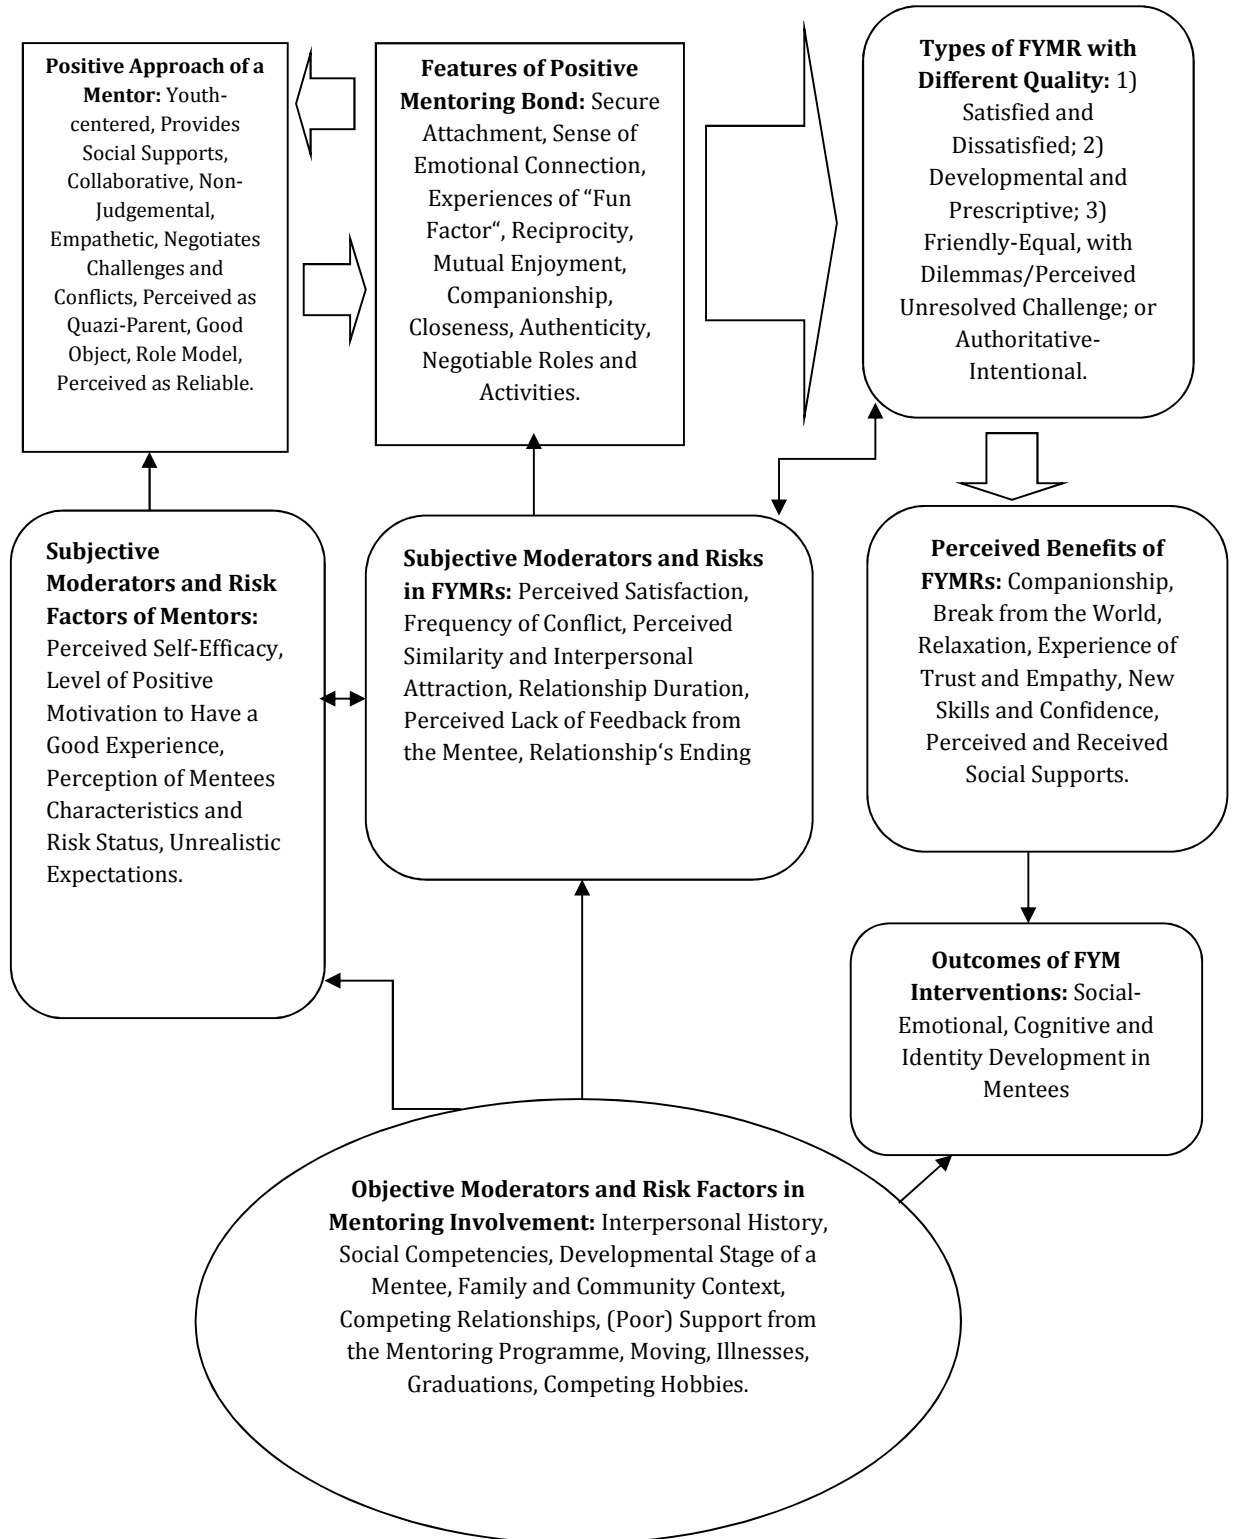 Positive Approach of a
Mentor: Youth-
centered, Provides
Social Supports,
Collaborative, Non-
Judgemental,
Empathetic, Negotiates
Challenges and
Conflicts, Perceived as
Quazi-Parent, Good
Object, Role Model,
Perceived as Reliable.
Features of Positive
Mentoring Bond: Secure
Attachment, Sense of
Emotional Connection,
Experiences of “Fun
Factor“, Reciprocity,
Mutual Enjoyment,
Companionship,
Closeness, Authenticity,
Negotiable Roles and
Activities.
Types of FYMR with
Different Quality: 1)
Satisfied and
Dissatisfied; 2)
Developmental and
Prescriptive; 3)
Friendly-Equal, with
Dilemmas/Perceived
Unresolved Challenge; or
Authoritative-
Intentional.
Subjective
Moderators and Risk
Factors of Mentors:
Perceived Self-Efficacy,
Level of Positive
Motivation to Have a
Good Experience,
Perception of Mentees
Characteristics and
Risk Status, Unrealistic
Expectations.
Subjective Moderators and Risks
in FYMRs: Perceived Satisfaction,
Frequency of Conflict, Perceived
Similarity and Interpersonal
Attraction, Relationship Duration,
Perceived Lack of Feedback from
the Mentee, Relationship‘s Ending
Perceived Benefits of
FYMRs: Companionship,
Break from the World,
Relaxation, Experience of
Trust and Empathy, New
Skills and Confidence,
Perceived and Received
Social Supports.
Outcomes of FYM
Interventions: Social-
Emotional, Cognitive and
Identity Development in
Mentees
Objective Moderators and Risk Factors in
Mentoring Involvement: Interpersonal History,
Social Competencies, Developmental Stage of a
Mentee, Family and Community Context,
Competing Relationships, (Poor) Support from
the Mentoring Programme, Moving, Illnesses,
Graduations, Competing Hobbies.